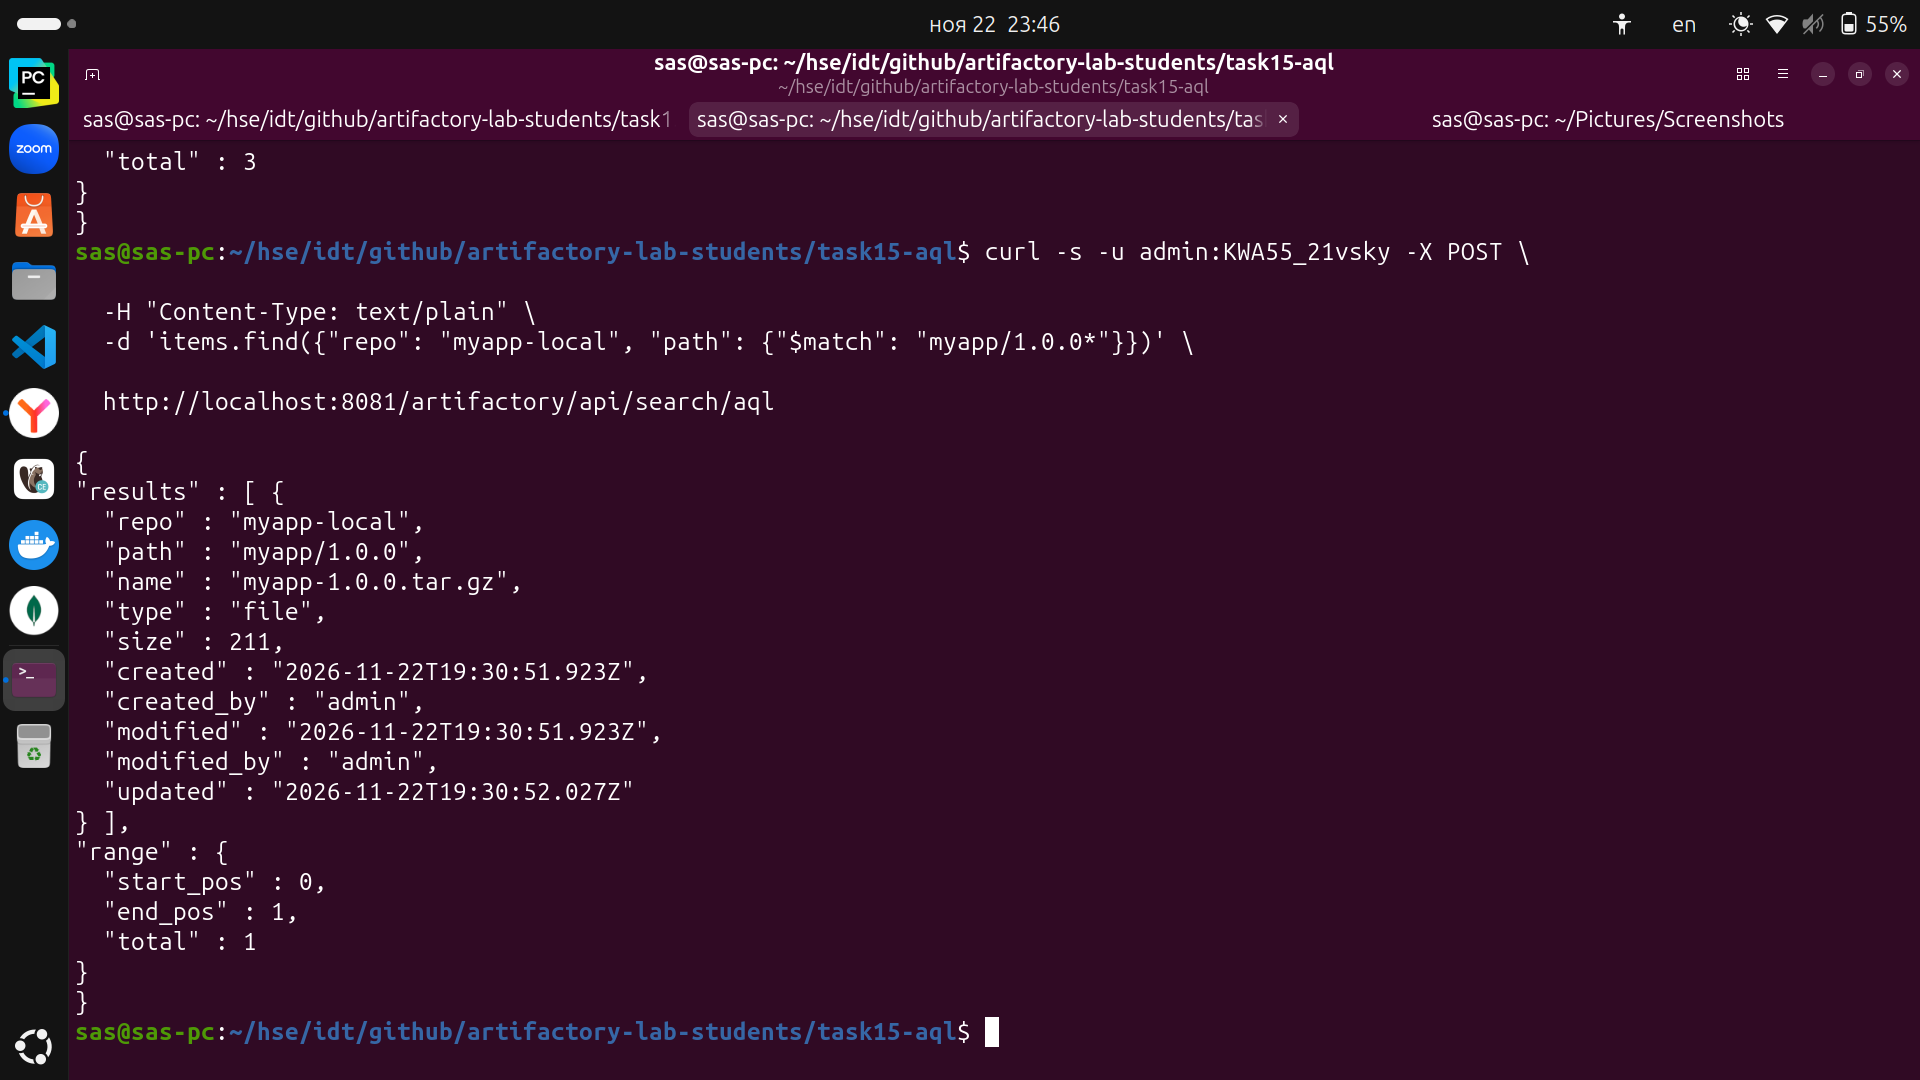 ноя 22 23:46
en
55%
PC
zoom
sas@sas-pc: ~/hse/idt/github/artifactory-lab-students/task15-aql
~/hse/idt/github/artifactory-lab-students/task15-aql
sas@sas-pc: ~/hse/idt/github/artifactory-lab-students/task1
sas@sas-pc: ~/hse/idt/github/artifactory-lab-students/tas
sas@sas-pc: ~/Pictures/Screenshots
"total" : 3
}
}
sas@sas-pc:~/hse/idt/github/artifactory-lab-students/task15-aql$ curl -s -u admin:KWA55_21vsky -X POST \
-H "Content-Type: text/plain" \
-d 'items.find({"repo": "myapp-local", "path": {"$match": "myapp/1.0.0*"}})' \
http://localhost:8081/artifactory/api/search/aql
{
"results" : [ {
"repo" : "myapp-local",
"path" : "myapp/1.0.0",
"name" : "myapp-1.0.0.tar.gz",
"type" : "file",
"size" : 211,
"created" : "2026-11-22T19:30:51.923Z",
"created_by" : "admin",
"modified" : "2026-11-22T19:30:51.923Z",
"modified_by" : "admin",
"updated" : "2026-11-22T19:30:52.027Z"
} ],
"range" : {
"start_pos" : 0,
"end_pos" : 1,
"total" : 1
}
}
sas@sas-pc:~/hse/idt/github/artifactory-lab-students/task15-aql$